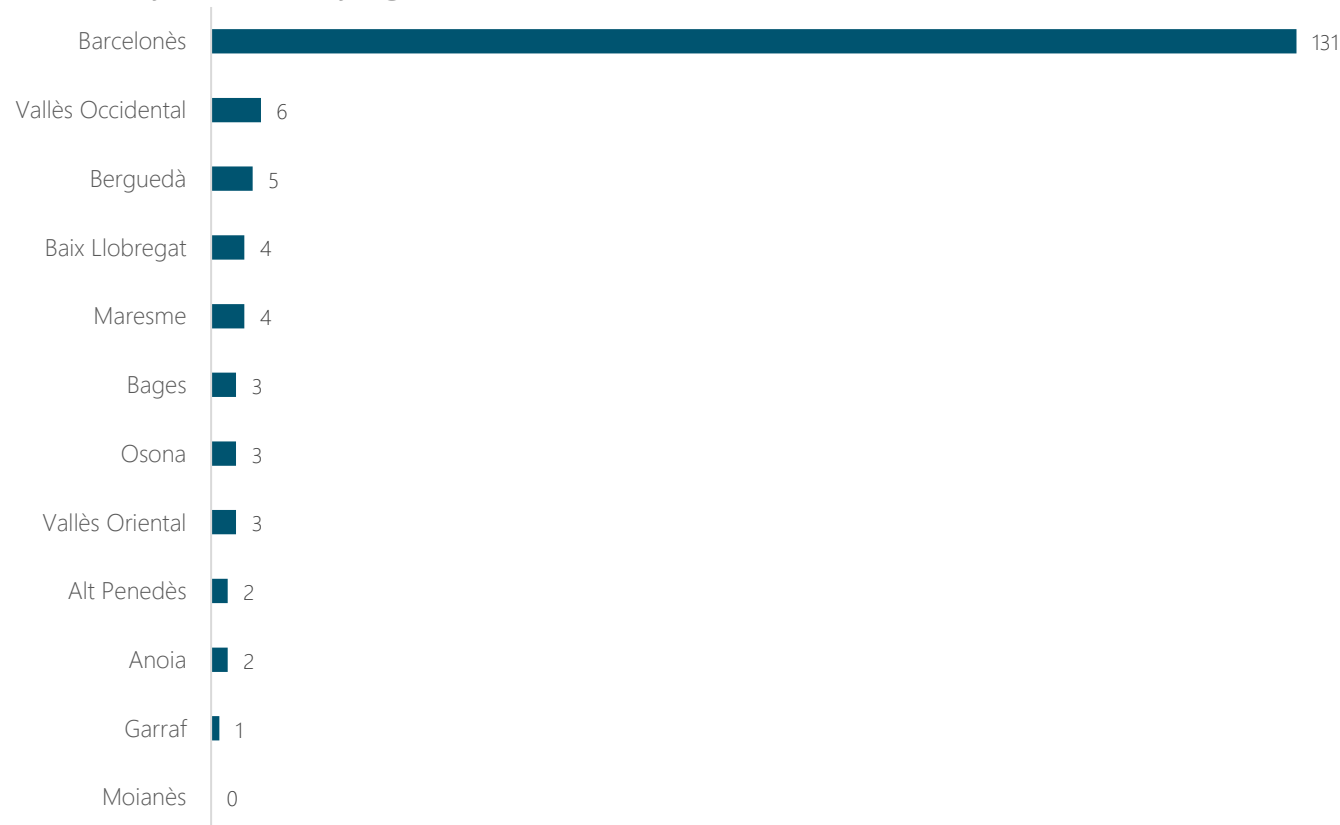 Barcelonès 131
Vallès Occidental 6
Berguedà 5
Baix Llobregat 4
Maresme 4
Bages 3
Osona 3
Vallès Oriental 3
Alt Penedès 2
Anoia 2
Garraf 1
Moianès 0